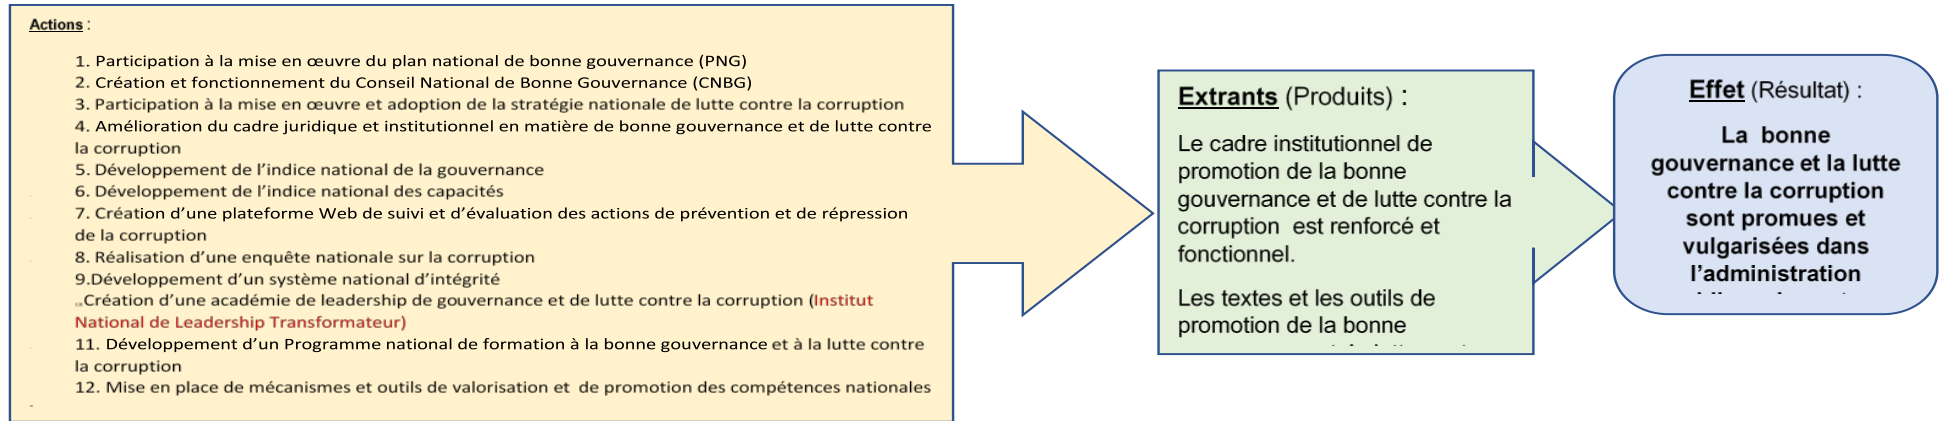 Actions :
1. Participation à la mise en œuvre du plan national de bonne gouvernance (PNG)
2. Création et fonctionnement du Conseil National de Bonne Gouvernance (CNBG)
3. Participation à la mise en œuvre et adoption de la stratégie nationale de lutte contre la corruption
4. Amélioration du cadre juridique et institutionnel en matière de bonne gouvernance et de lutte contre
la corruption
5. Développement de l’indice national de la gouvernance
6. Développement de l’indice national des capacités
7. Création d’une plateforme Web de suivi et d’évaluation des actions de prévention et de répression
de la corruption
8. Réalisation d’une enquête nationale sur la corruption
9.Développement d’un système national d’intégrité
Création d’une académie de leadership de gouvernance et de lutte contre la corruption (Institut
National de Leadership Transformateur)
11. Développement d’un Programme national de formation à la bonne gouvernance et à la lutte contre
la corruption
12. Mise en place de mécanismes et outils de valorisation et de promotion des compétences nationales
Extrants (Produits) :
Le cadre institutionnel de
promotion de la bonne
gouvernance et de lutte contre la
corruption est renforcé et
fonctionnel.
Les textes et les outils de
promotion de la bonne
Effet (Résultat) :
La bonne
gouvernance et la lutte
contre la corruption
sont promues et
vulgarisées dans
l’administration